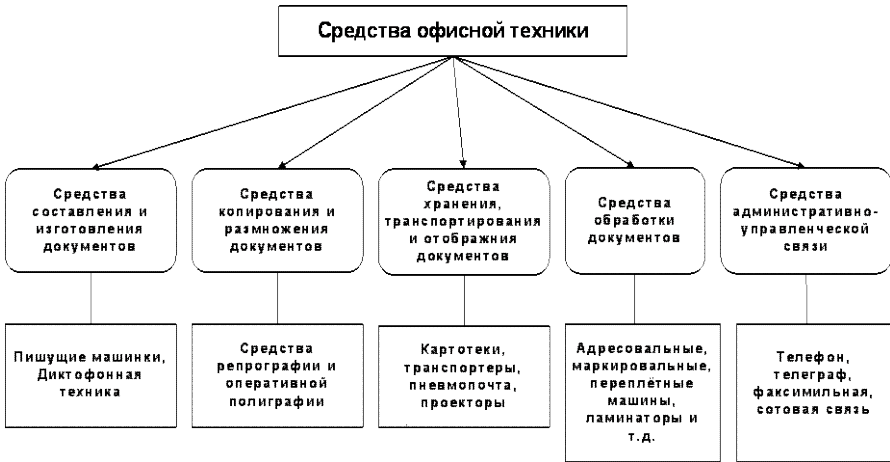 Средства офисной техники
Средства
составления и
изготовления
документов
Средства
копирования и
размножения
документов
Средства
хранения,
транспортирования
и отображния
документов
Средства
обработки
документов
Средства
административно-
управленческой
связи
Пишущие машинки,
Диктофонная
техника
Средства
репрографии и
оперативной
полиграфии
Картотеки,
транспортеры,
пневмопочта,
проекторы
Адресовальные,
маркировальные,
переплётные
машины,
ламинаторы и
т.д.
Телефон,
телеграф,
факсимильная,
сотовая связь